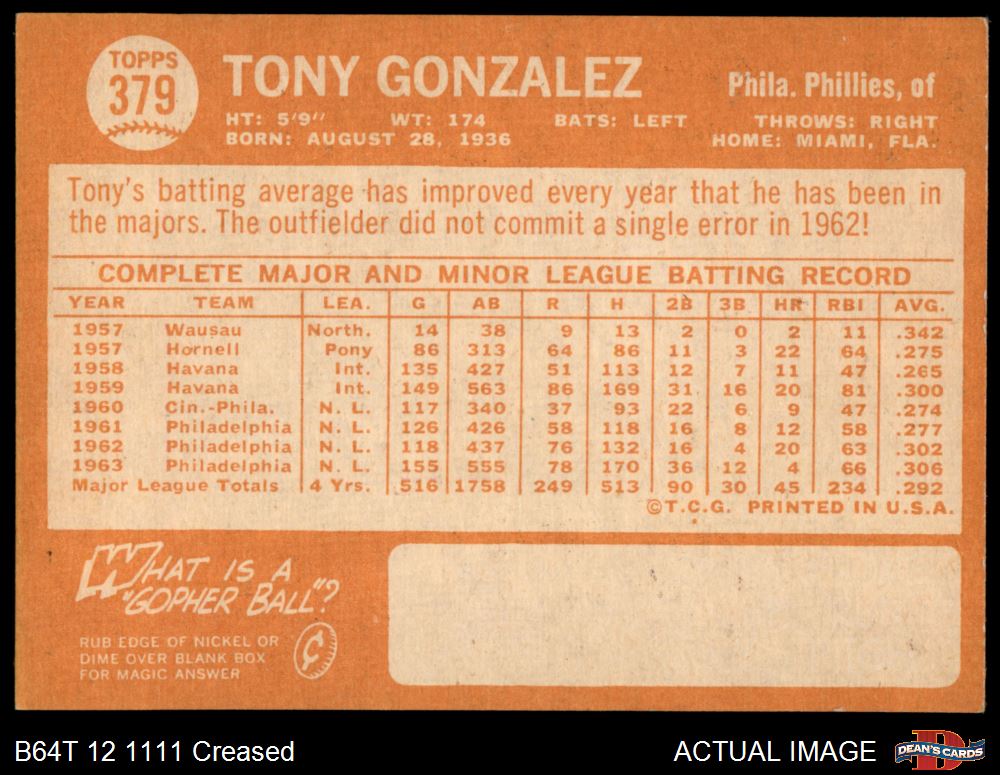 TOPPS
379
TONY GONZALEZ
Phila. Phillies, of
HT: 5'9" WT: 174 BATS: LEFT THROWS: RIGHT
BORN: AUGUST 28, 1936 HOME: MIAMI, FLA.
Tony's batting average has improved every year that he has been in
the majors. The outfielder did not commit a single error in 1962!
COMPLETE MAJOR AND MINOR LEAGUE BATTING RECORD
YEAR TEAM LEA. G AB R H 2B 3B HR RBI AVG.
1957 Wausau North. 14 38 9 13 2 0 2 11 .342
1957 Hornell Pony 86 313 64 86 11 3 22 64 .275
1958 Havana Int. 135 427 51 113 12 7 11 47 .265
1959 Havana Int. 149 563 86 169 31 16 20 81 .300
1960 Cin.-Phila. N. L. 117 340 37 93 22 6 9 47 .274
1961 Philadelphia N. L. 126 426 58 118 16 8 12 58 .277
1962 Philadelphia N. L. 118 437 76 132 16 4 20 63 .302
1963 Philadelphia N. L. 155 555 78 170 36 12 4 66 .306
Major League Totals 4 Yrs. 516 1758 249 513 90 30 45 234 .292
©T.C.G. PRINTED IN U.S.A.
WHAT IS A
"GOPHER BALL"?
RUB EDGE OF NICKEL OR
DIME OVER BLANK BOX
FOR MAGIC ANSWER
¢
B64T 12 1111 Creased
ACTUAL IMAGE
DEAN'S CARDS